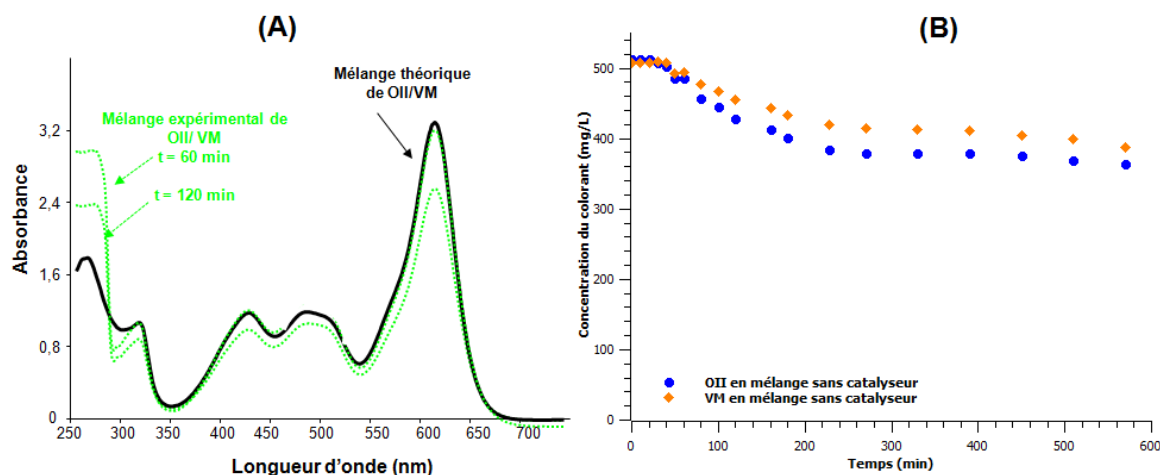 (A)
Mélange théorique
de OII/VM
Mélange expérimental de
OII/ VM
t = 60 min
t = 120 min
Absorbance
3,2
2,4
1,6
0,8
0
250 300 350 400 450 500 550 600 650 700
Longueur d'onde (nm)
(B)
Concentration du colorant (mg/L)
500
400
300
200
100
0
OII en mélange sans catalyseur
VM en mélange sans catalyseur
0 100 200 300 400 500 600
Temps (min)